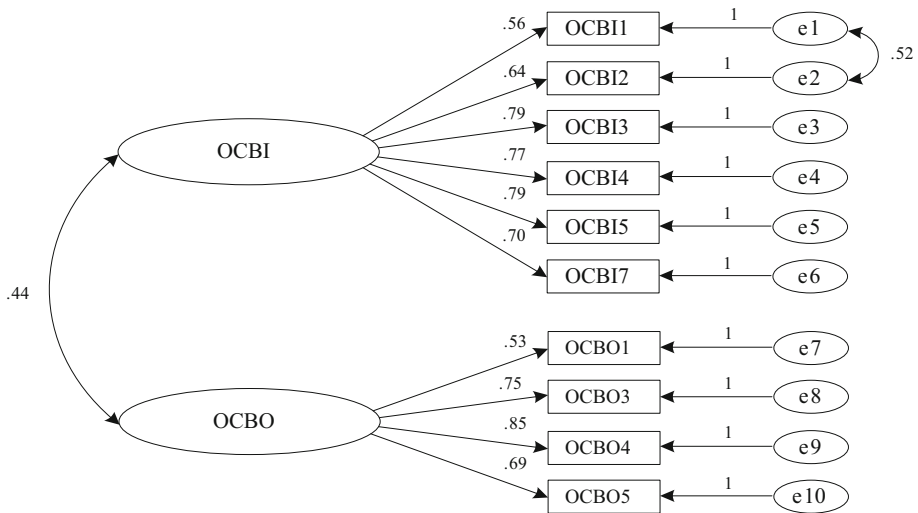 .56
OCBI1
1
e1
.52
.64
OCBI2
1
e2
.79
OCBI3
1
e3
OCBI
.77
OCBI4
1
e4
.79
OCBI5
1
e5
.70
OCBI7
1
e6
.44
.53
OCBO1
1
e7
.75
OCBO3
1
e8
OCBO
.85
OCBO4
1
e9
.69
OCBO5
1
e10